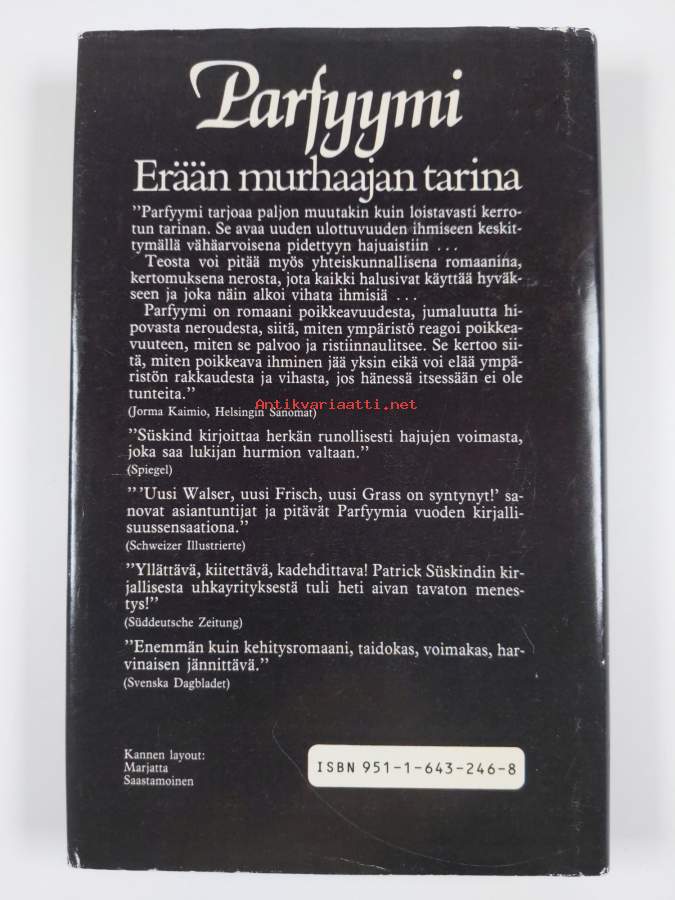 Parfyymi
Erään murhaajan tarina
"Parfyymi tarjoaa paljon muutakin kuin loistavasti kerro-
tun tarinan. Se avaa uuden ulottuvuuden ihmiseen keskit-
tymällä vähäarvoisena pidettyyn hajuaistiin . . .
Teosta voi pitää myös yhteiskunnallisena romaanina,
kertomuksena nerosta, jota kaikki halusivat käyttää hyväk-
seen ja joka näin alkoi vihata ihmisiä . . .
Parfyymi on romaani poikkeavuudesta, jumaluutta hi-
povasta neroudesta, siitä, miten ympäristö reagoi poikkea-
vuuteen, miten se palvoo ja ristiinnaulitsee. Se kertoo sii-
tä, miten poikkeava ihminen jää yksin eikä voi elää ympä-
ristön rakkaudesta ja vihasta, jos hänessä itsessään ei ole
tunteita."
Antikvariaatti.net
(Jorma Kaimio, Helsingin Sanomat)
"Süskind kirjoittaa herkän runollisesti hajujen voimasta,
joka saa lukijan hurmion valtaan."
(Spiegel)
"'Uusi Walser, uusi Frisch, uusi Grass on syntynyt!' sa-
novat asiantuntijat ja pitävät Parfyymia vuoden kirjalli-
suussensaationa."
(Schweizer Illustrierte)
"Yllättävä, kiitettävä, kadehdittava! Patrick Süskindin kir-
jallisesta uhkayrityksestä tuli heti aivan tavaton menes-
tys!"
(Süddeutsche Zeitung)
"Enemmän kuin kehitysromaani, taidokas, voimakas, har-
vinaisen jännittävä."
(Svenska Dagbladet)
Kannen layout:
Marjatta
Saastamoinen
ISBN 951-1-643-246-8